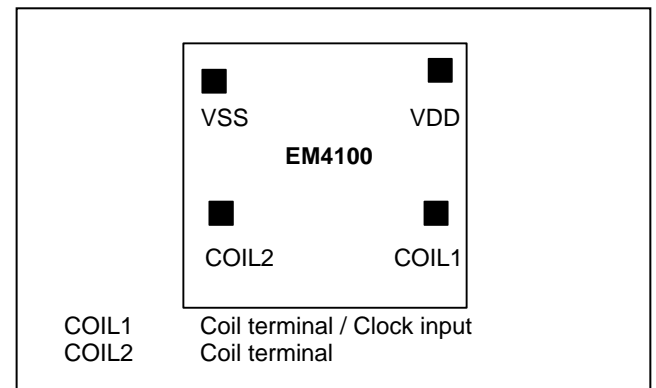 VSS VDD
EM4100
COIL2 COIL1
COIL1 Coil terminal / Clock input
COIL2 Coil terminal